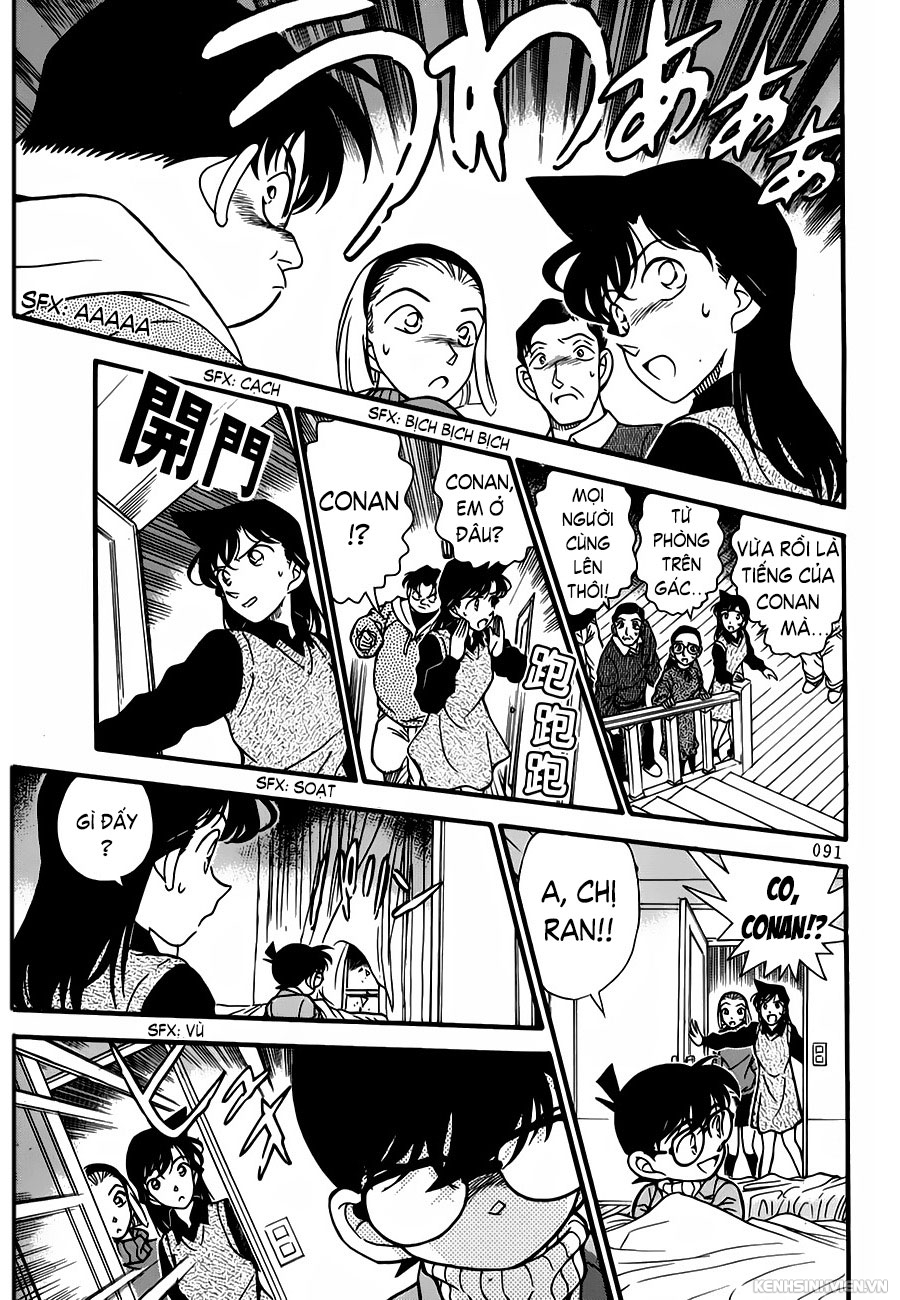 うわあああ
SFX: AAAAA
VỪA RỒI LÀ
TIẾNG CỦA
CONAN
MÀ...
TỪ
PHÒNG
TRÊN
GÁC...
MỌI
NGƯỜI
CÙNG
LÊN
THÔI!
SFX: BỊCH BỊCH BỊCH
CONAN,
EM Ở
ĐÂU?
CONAN
!?
跑
跑
跑
SFX: CẠCH
開門
091
CO,
CONAN!?
A, CHỊ
RAN!!
SFX: SOẠT
GÌ ĐẤY
?
SFX: VÙ
KENHSINHVIEN.VN